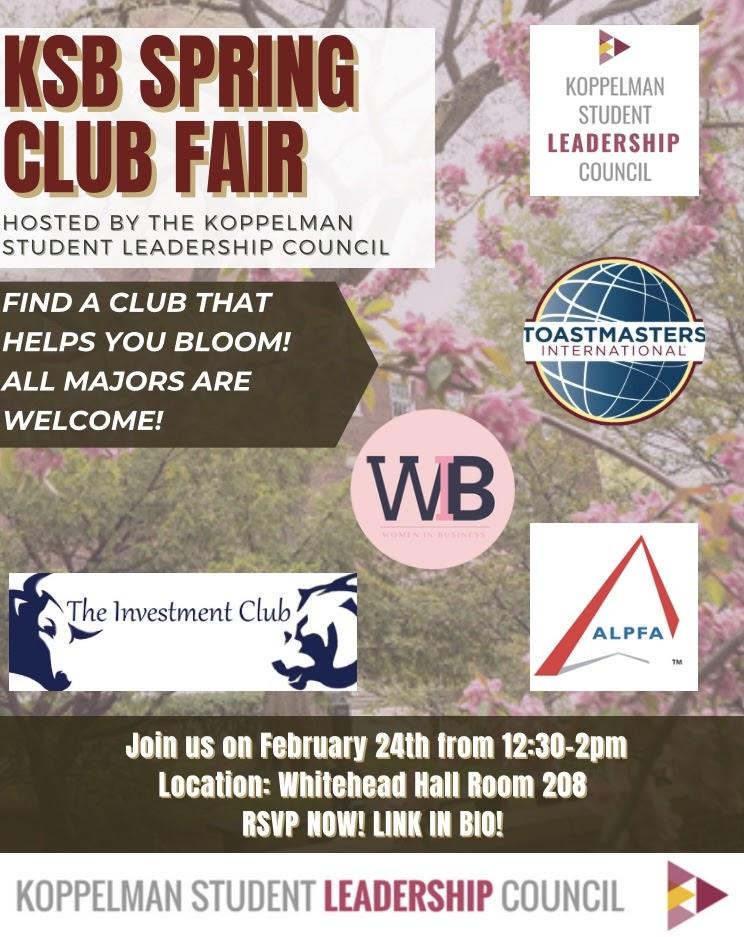 KSB SPRING
CLUB FAIR
HOSTED BY THE KOPPELMAN
STUDENT LEADERSHIP COUNCIL
KOPPELMAN
STUDENT
LEADERSHIP
COUNCIL
FIND A CLUB THAT
HELPS YOU BLOOM!
ALL MAJORS ARE
WELCOME!
TOASTMASTERS
INTERNATIONAL
WIB
WOMEN IN BUSINESS
The Investment Club
ALPFA
TM
Join us on February 24th from 12:30-2pm
Location: Whitehead Hall Room 208
RSVP NOW! LINK IN BIO!
KOPPELMAN STUDENT LEADERSHIP COUNCIL